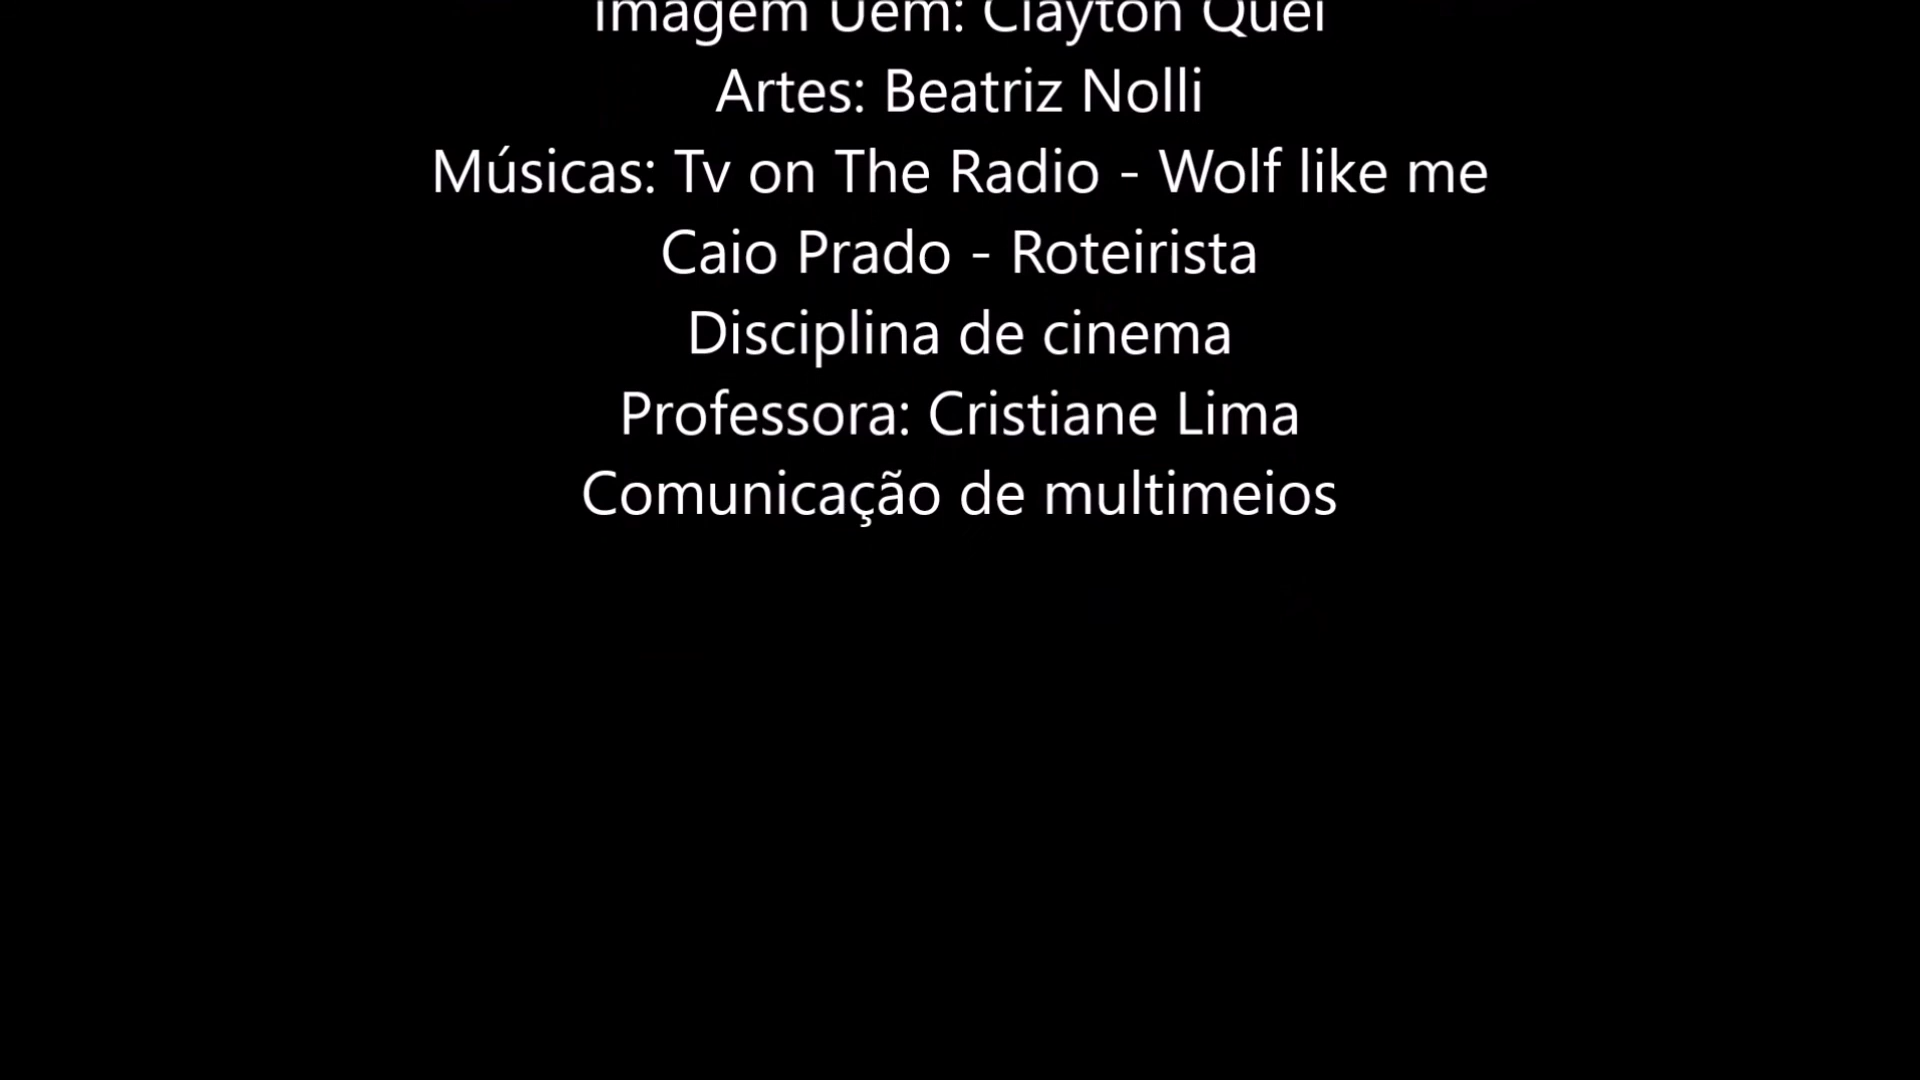 Imagem Uem: Clayton Quei
Artes: Beatriz Nolli
Músicas: Tv on The Radio - Wolf like me
Caio Prado - Roteirista
Disciplina de cinema
Professora: Cristiane Lima
Comunicação de multimeios